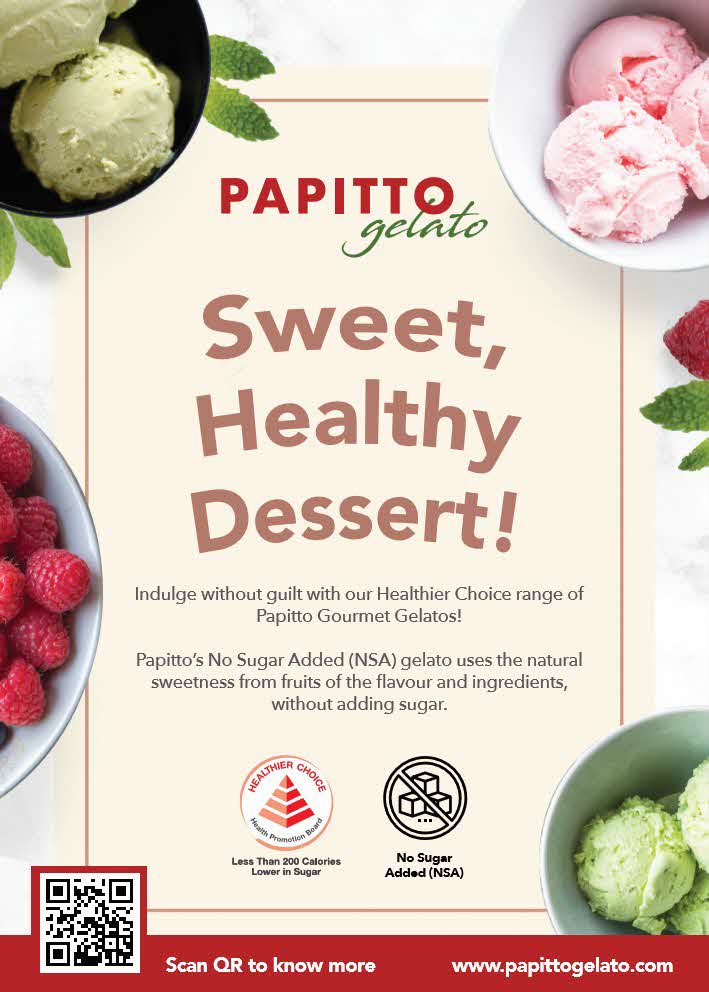 PAPITTO
gelato
Sweet,
Healthy
Dessert!
Indulge without guilt with our Healthier Choice range of
Papitto Gourmet Gelatos!
Papitto's No Sugar Added (NSA) gelato uses the natural
sweetness from fruits of the flavour and ingredients,
without adding sugar.
HEALTHIER CHOICE
Health Promotion Board
Less Than 200 Calories
Lower in Sugar
No Sugar
Added (NSA)
Scan QR to know more
www.papittogelato.com